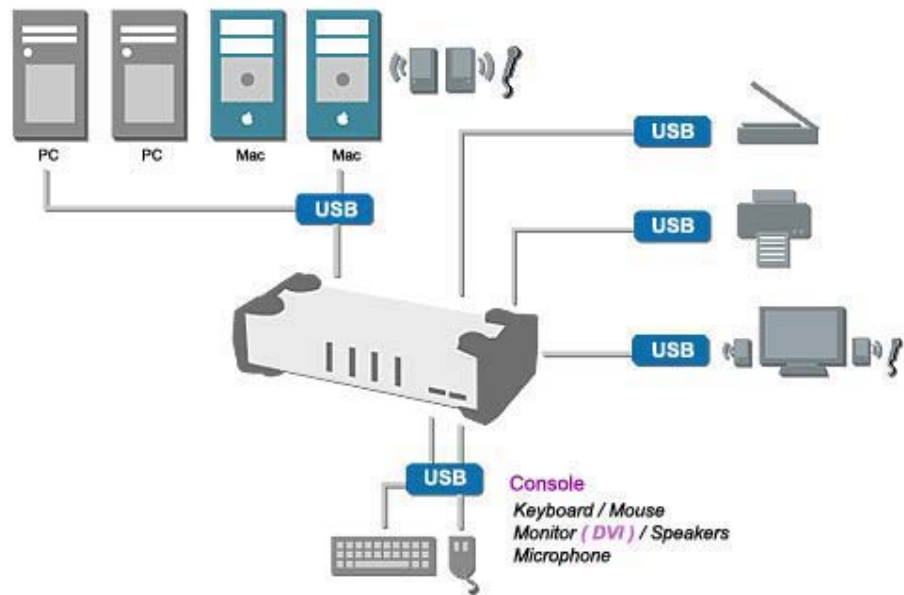 PC
PC
Mac
Mac
USB
USB
USB
USB
USB
Console
Keyboard / Mouse
Monitor ( DVI ) / Speakers
Microphone